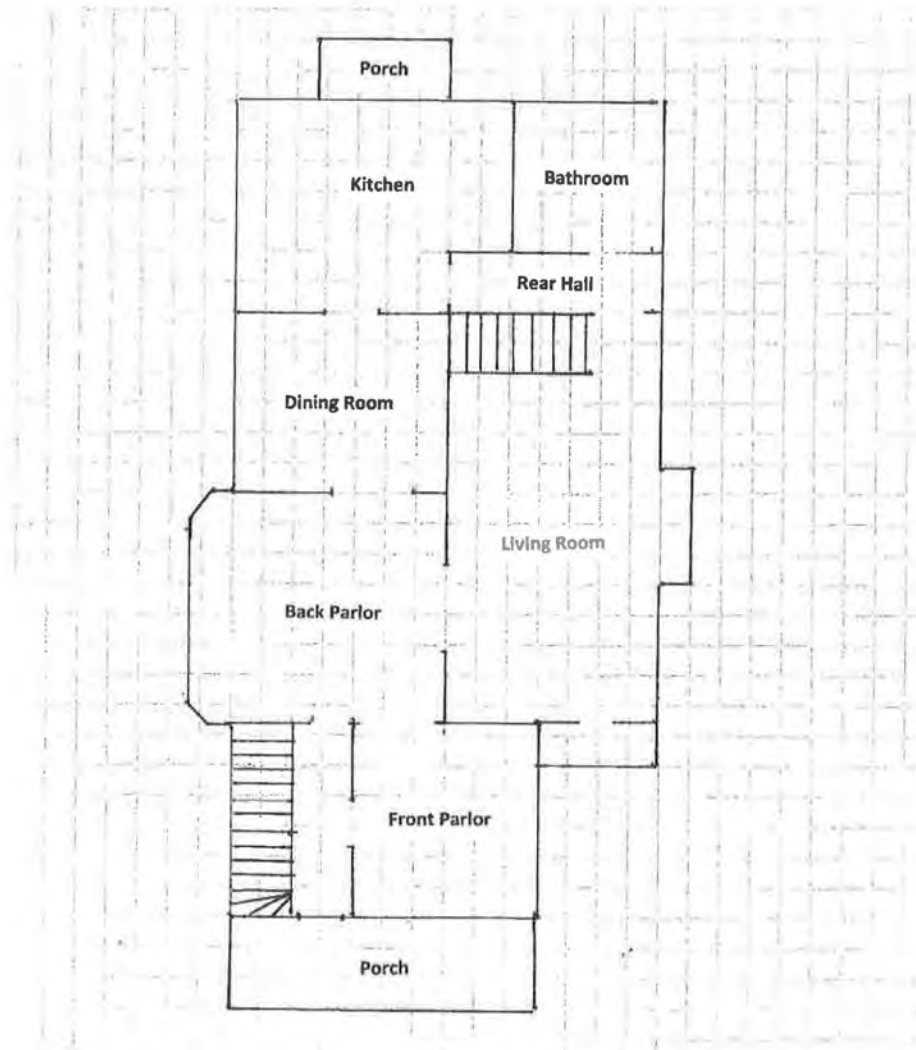 Porch
Kitchen
Bathroom
Rear Hall
Dining Room
Living Room
Back Parlor
Front Parlor
Porch